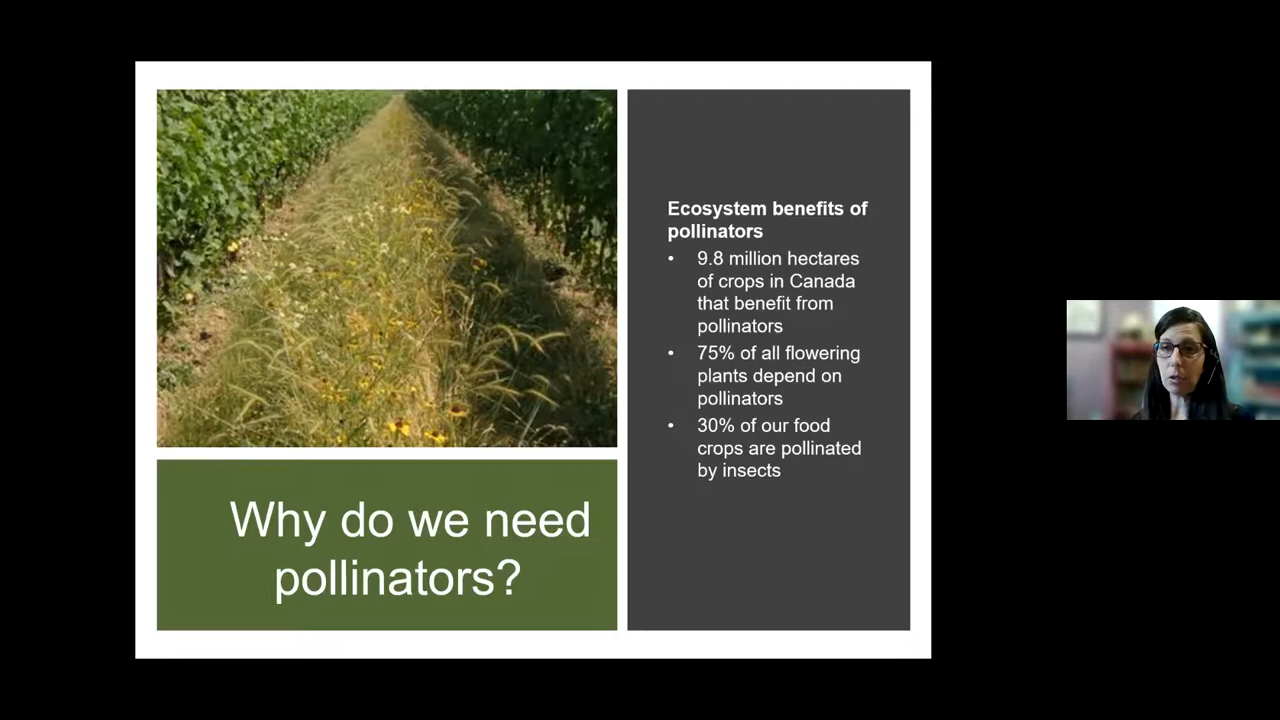 Why do we need
pollinators?
Ecosystem benefits of
pollinators
• 9.8 million hectares
of crops in Canada
that benefit from
pollinators
• 75% of all flowering
plants depend on
pollinators
• 30% of our food
crops are pollinated
by insects